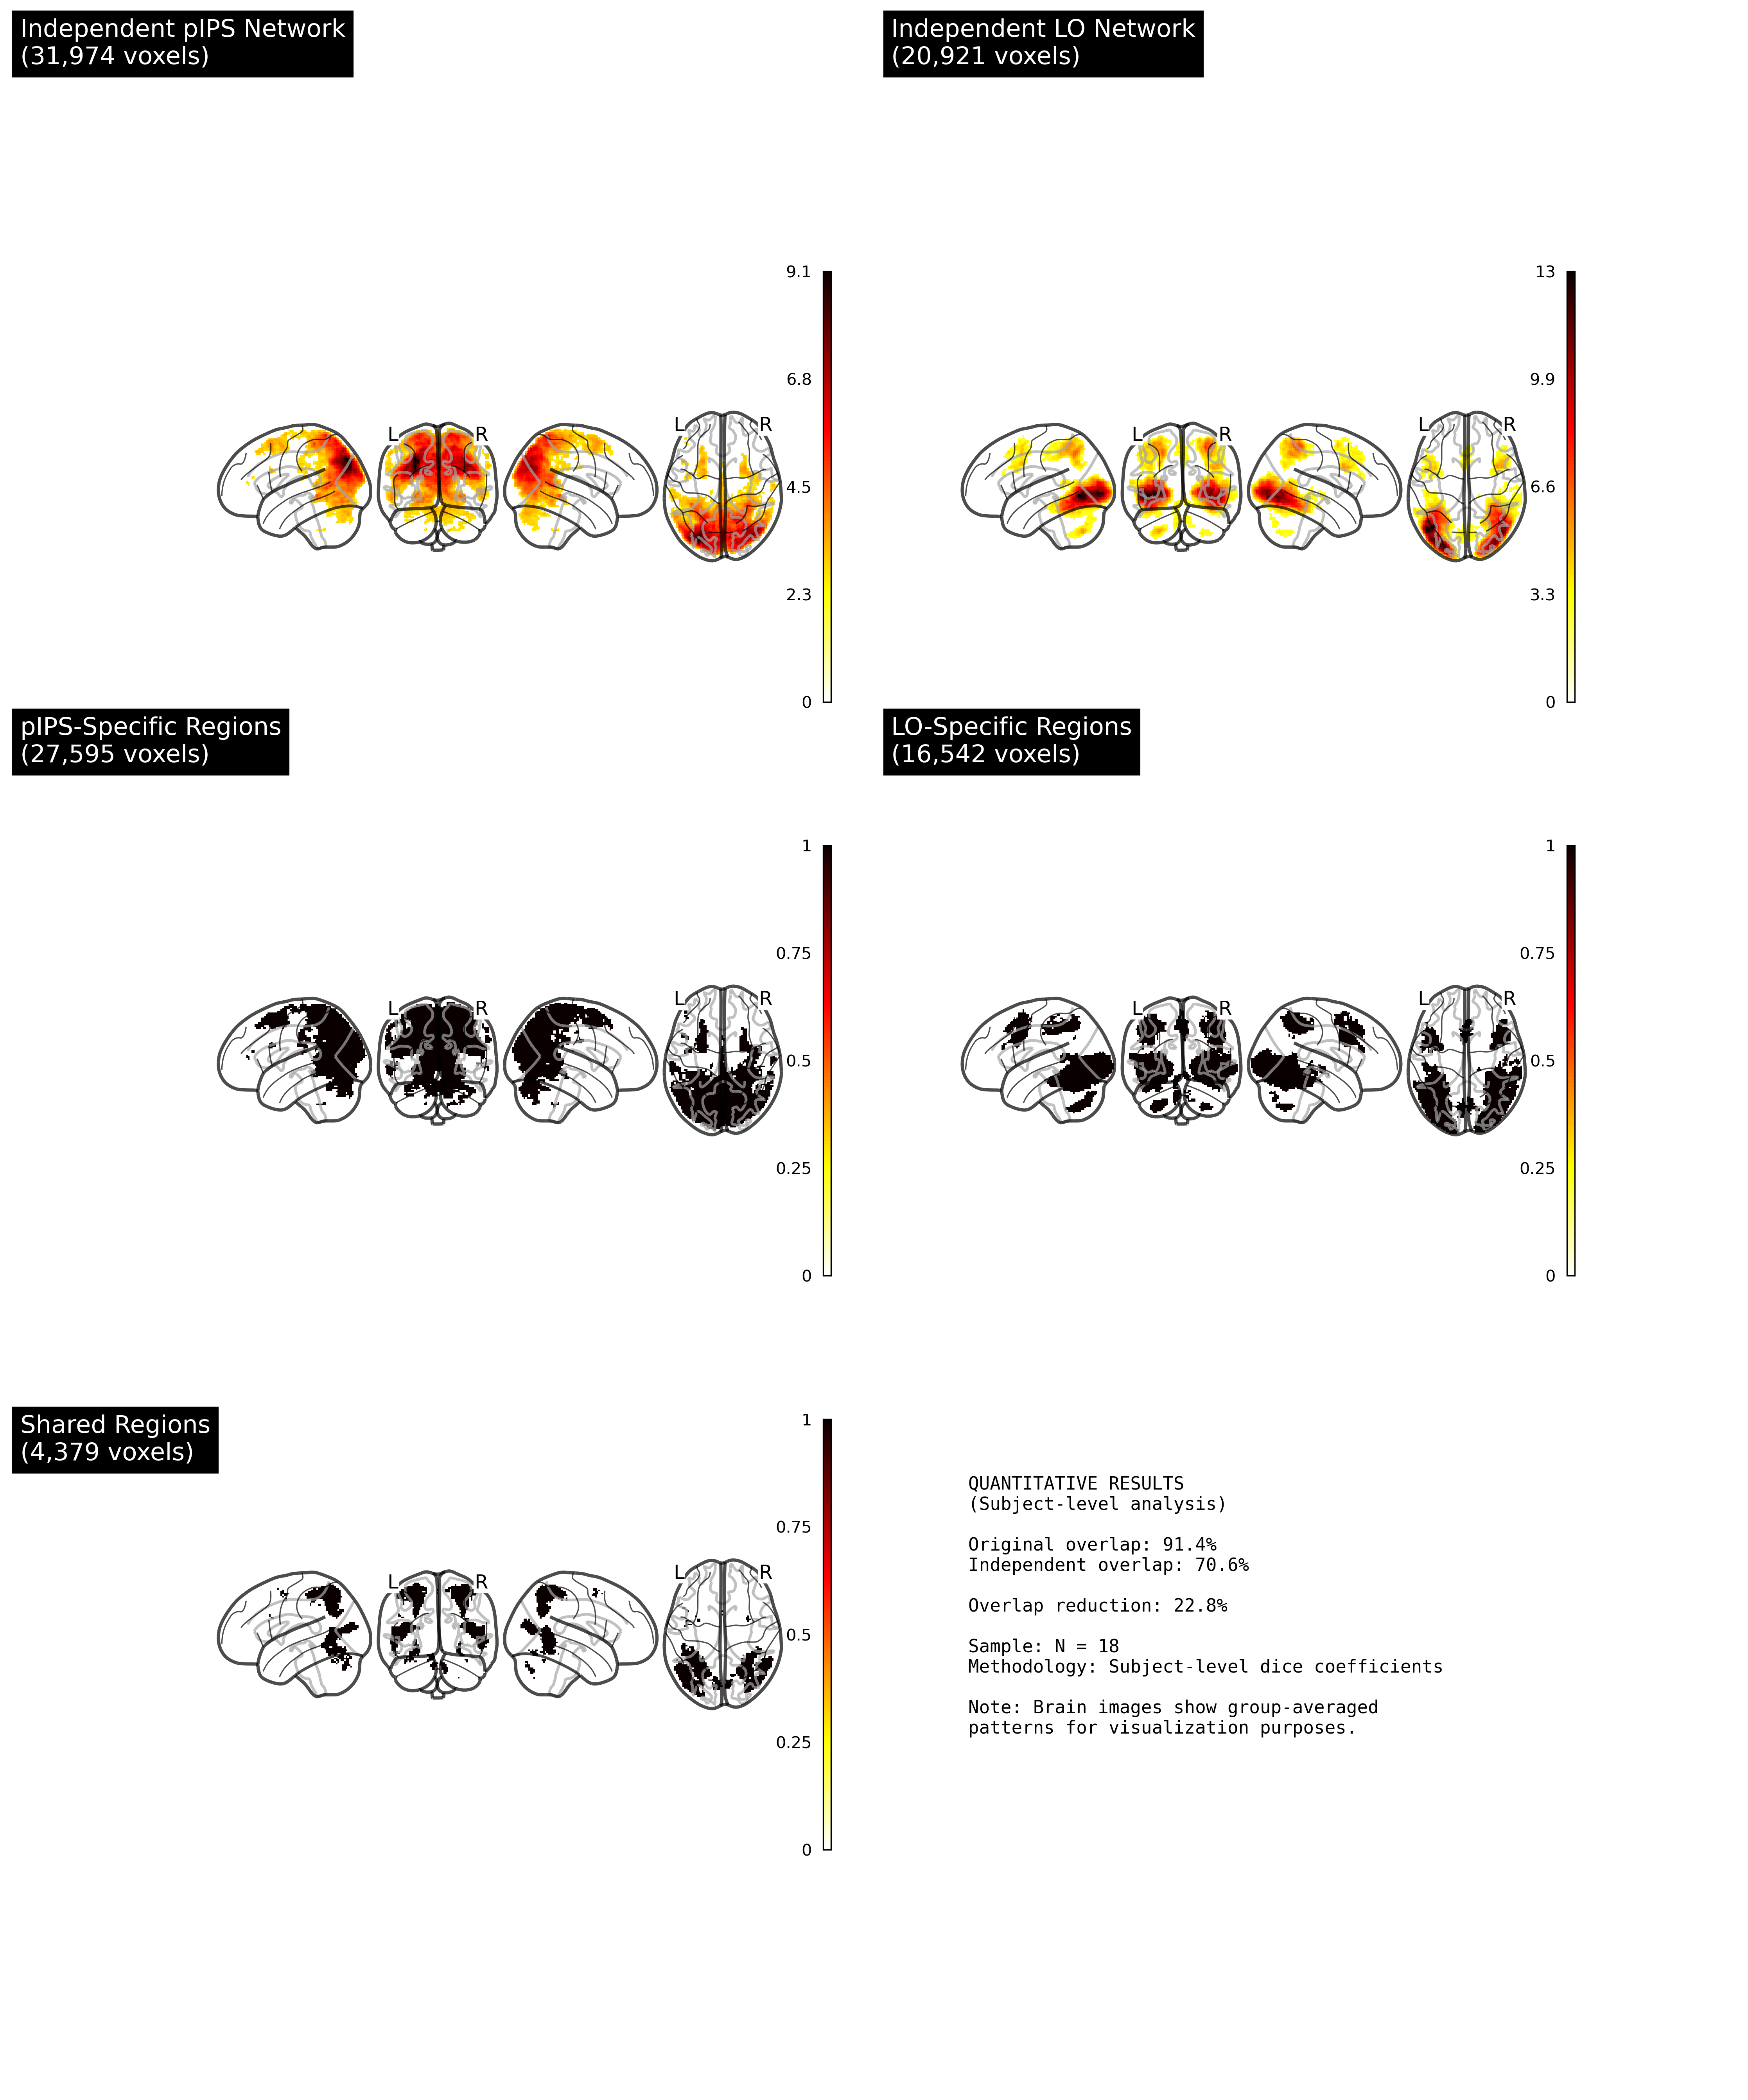 Independent pIPS Network
(31,974 voxels)
Independent LO Network
(20,921 voxels)
9.1
6.8
4.5
2.3
0
L
R
L
R
13
9.9
6.6
3.3
0
L
R
L
R
pIPS-Specific Regions
(27,595 voxels)
LO-Specific Regions
(16,542 voxels)
1
0.75
0.5
0.25
0
L
R
L
R
1
0.75
0.5
0.25
0
L
R
L
R
Shared Regions
(4,379 voxels)
1
0.75
0.5
0.25
0
L
R
L
R
QUANTITATIVE RESULTS
(Subject-level analysis)
Original overlap: 91.4%
Independent overlap: 70.6%
Overlap reduction: 22.8%
Sample: N = 18
Methodology: Subject-level dice coefficients
Note: Brain images show group-averaged
patterns for visualization purposes.